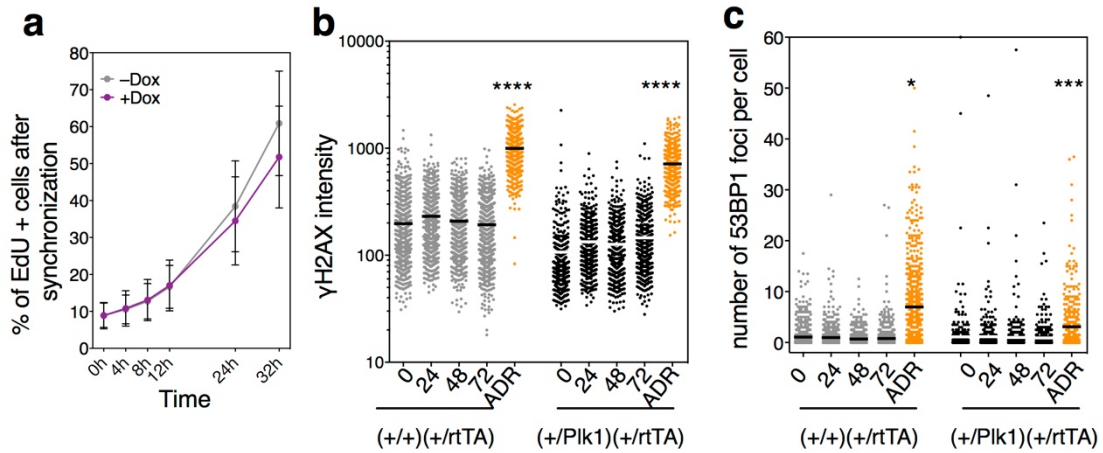 a
% of EdU + cells after
synchronization
80
70
60
50
40
30
20
10
0
–Dox
+Dox
0h
4h
8h
12h
24h
32h
Time
b
γH2AX intensity
10000
1000
100
10
****
****
0
24
48
72
ADR
0
24
48
72
ADR
(+/+)(+/rtTA)
(+/Plk1)(+/rtTA)
c
number of 53BP1 foci per cell
60
50
40
30
20
10
0
*
***
0
24
48
72
ADR
0
24
48
72
ADR
(+/+)(+/rtTA)
(+/Plk1)(+/rtTA)